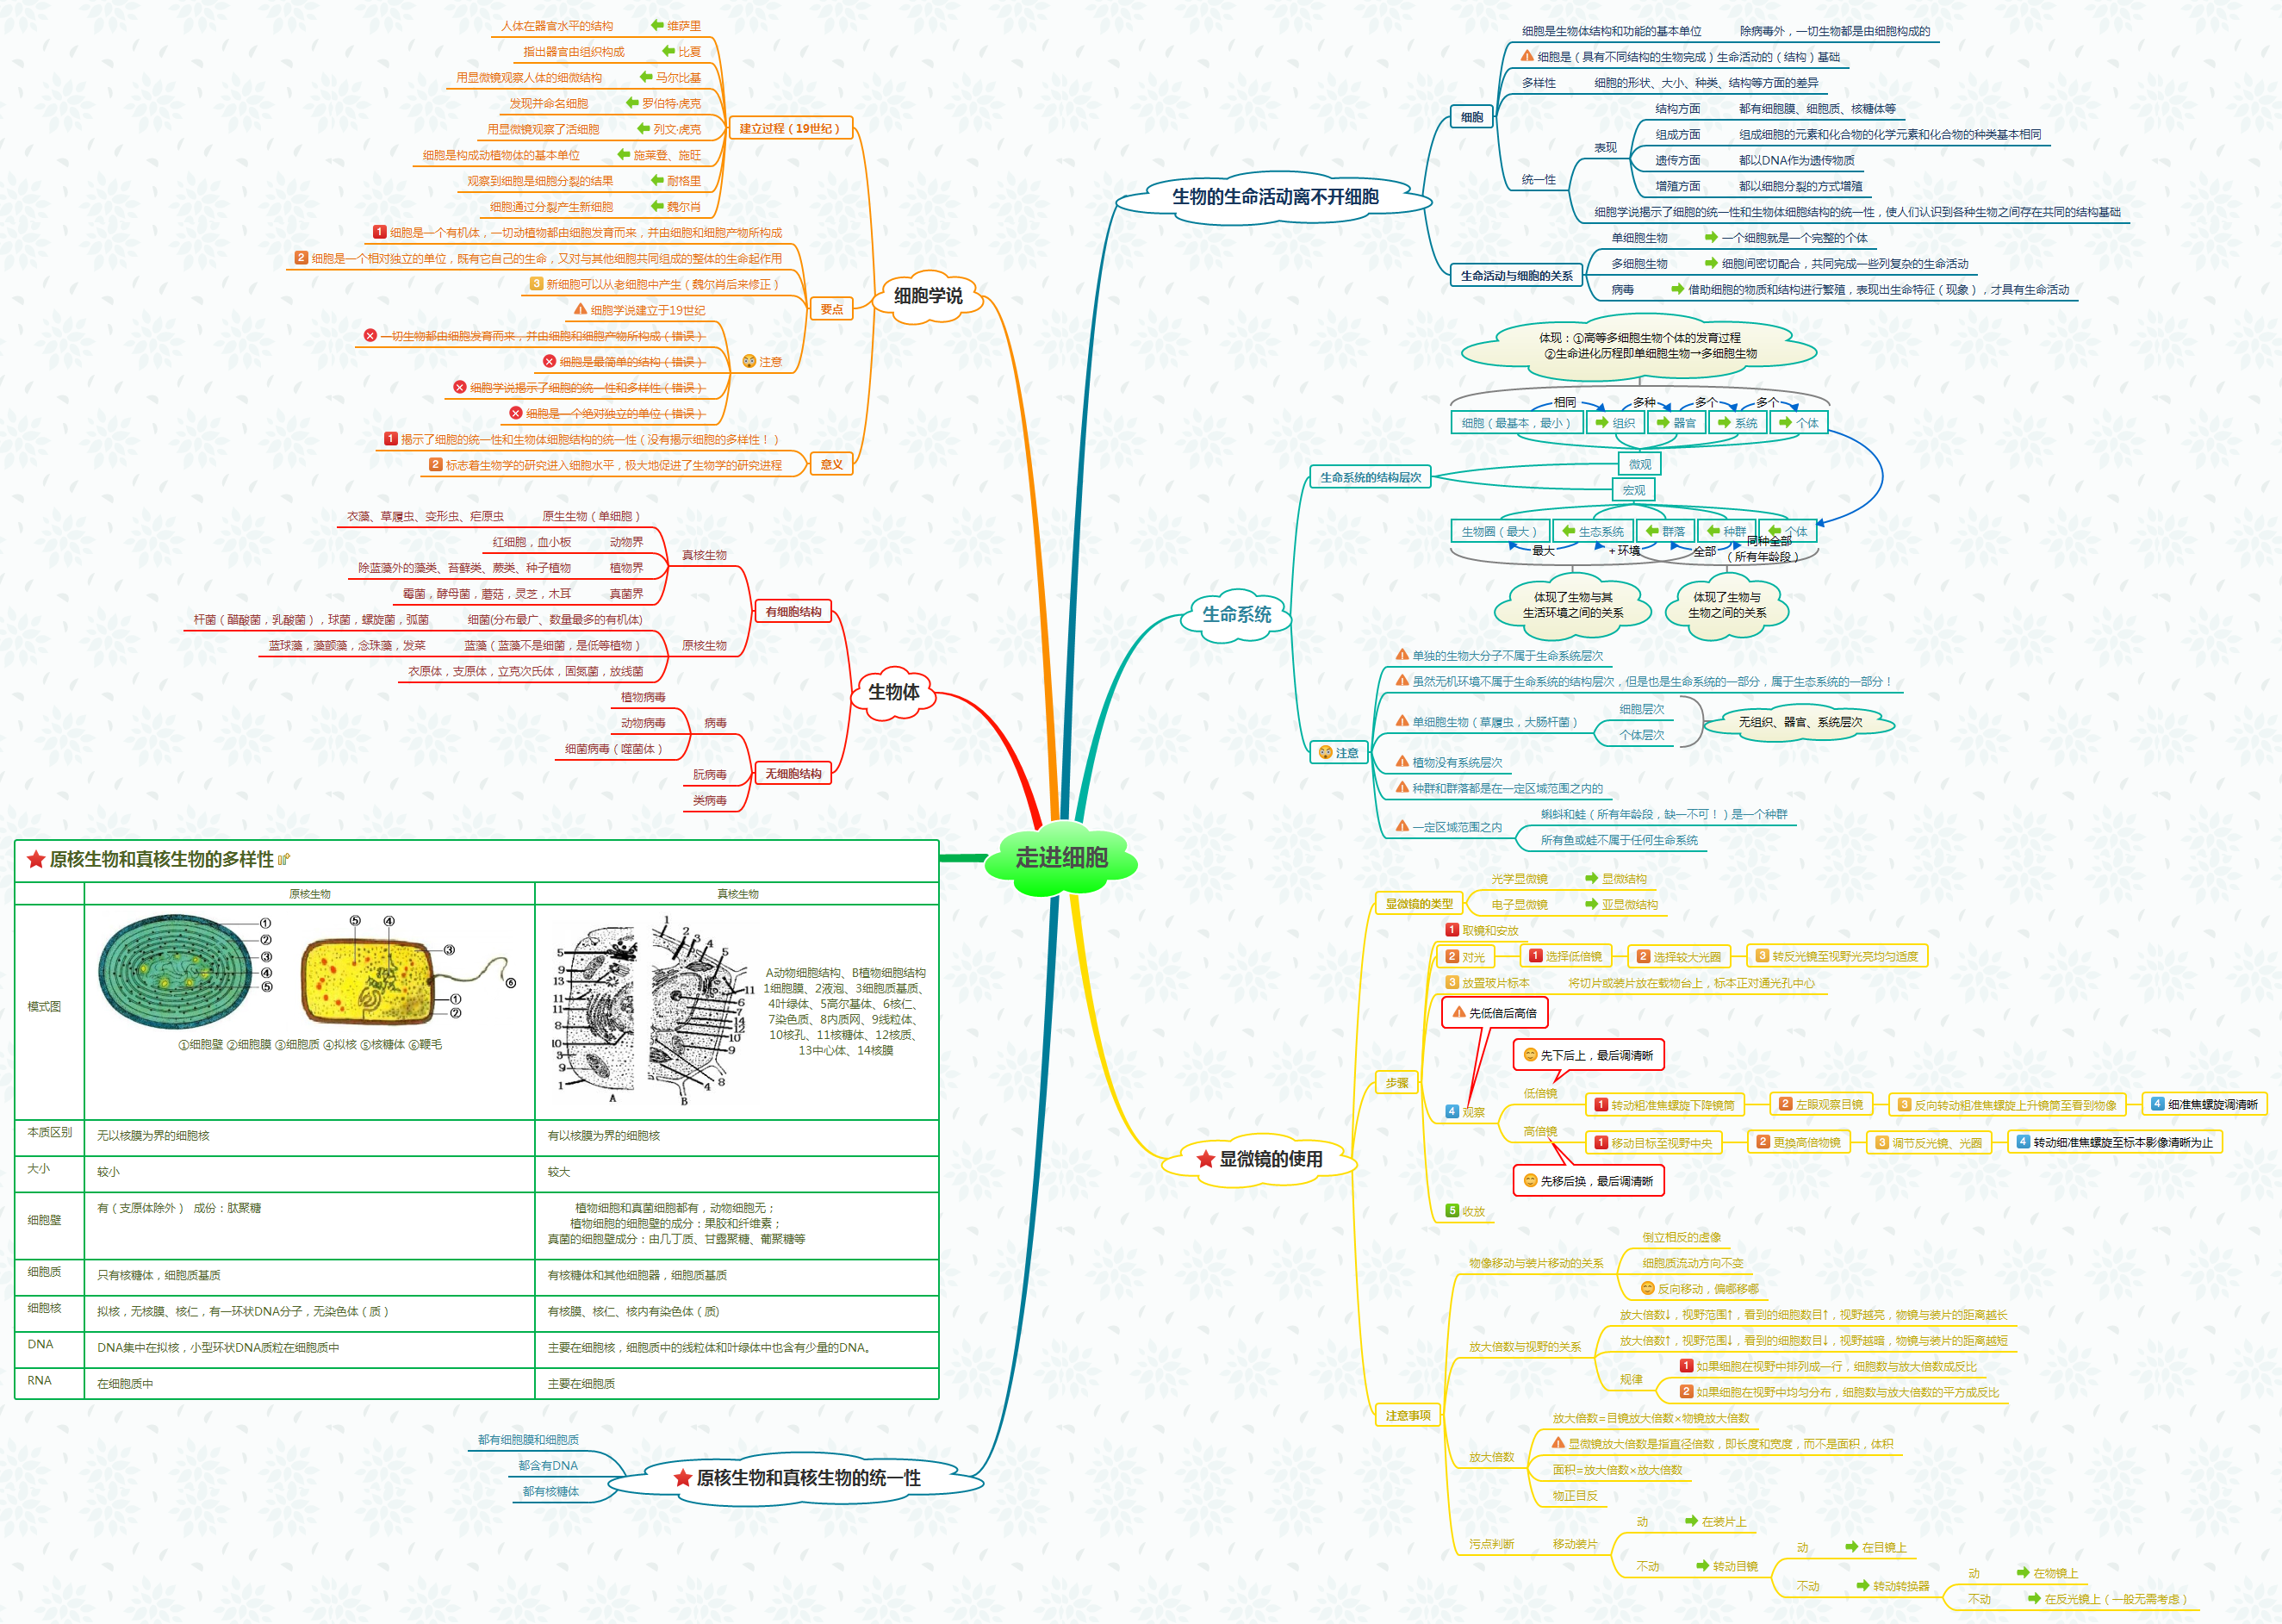 走进细胞
生物的生命活动离不开细胞
细胞
细胞是生物体结构和功能的基本单位 除病毒外，一切生物都是由细胞构成的
细胞是（具有不同结构的生物完成）生命活动的（结构）基础
多样性 细胞的形状、大小、种类、结构等方面的差异
统一性
表现
结构方面 都有细胞膜、细胞质、核糖体等
组成方面 组成细胞的元素和化合物的化学元素和化合物的种类基本相同
遗传方面 都以DNA作为遗传物质
增殖方面 都以细胞分裂的方式增殖
细胞学说揭示了细胞的统一性和生物体细胞结构的统一性，使人们认识到各种生物之间存在共同的结构基础
生命活动与细胞的关系
单细胞生物 一个细胞就是一个完整的个体
多细胞生物 细胞间密切配合，共同完成一些列复杂的生命活动
病毒 借助细胞的物质和结构进行繁殖，表现出生命特征（现象），才具有生命活动
生命系统
生命系统的结构层次
体现：①高等多细胞生物个体的发育过程
②生命进化历程即单细胞生物→多细胞生物
相同 多种 多个 多个
细胞（最基本，最小） 组织 器官 系统 个体
微观
宏观
生物圈（最大） 生态系统 群落 种群 个体
最大 + 环境 全部 同种全部
（所有年龄段）
体现了生物与其
生活环境之间的关系
体现了生物与
生物之间的关系
注意
单独的生物大分子不属于生命系统层次
虽然无机环境不属于生命系统的结构层次，但是也是生命系统的一部分，属于生态系统的一部分！
单细胞生物（草履虫，大肠杆菌）
细胞层次
个体层次
无组织、器官、系统层次
植物没有系统层次
种群和群落都是在一定区域范围之内的
一定区域范围之内
蝌蚪和蛙（所有年龄段，缺一不可！）是一个种群
所有鱼或蛙不属于任何生命系统
显微镜的使用
显微镜的类型
光学显微镜 显微结构
电子显微镜 亚显微结构
步骤
1 取镜和安放
2 对光 1 选择低倍镜 2 选择较大光圈 3 转反光镜至视野光亮均匀适度
3 放置玻片标本 将切片或装片放在载物台上，标本正对通光孔中心
先低倍后高倍
先下后上，最后调清晰
4 观察
低倍镜 1 转动粗准焦螺旋下降镜筒 2 左眼观察目镜 3 反向转动粗准焦螺旋上升镜筒至看到物像 4 细准焦螺旋调清晰
高倍镜 1 移动目标至视野中央 2 更换高倍物镜 3 调节反光镜、光圈 4 转动细准焦螺旋至标本影像清晰为止
先移后换，最后调清晰
5 收放
注意事项
物像移动与装片移动的关系
倒立相反的虚像
细胞质流动方向不变
反向移动，偏哪移哪
放大倍数与视野的关系
放大倍数↓，视野范围↑，看到的细胞数目↑，视野越亮，物镜与装片的距离越长
放大倍数↑，视野范围↓，看到的细胞数目↓，视野越暗，物镜与装片的距离越短
规律
1 如果细胞在视野中排列成一行，细胞数与放大倍数成反比
2 如果细胞在视野中均匀分布，细胞数与放大倍数的平方成反比
放大倍数
放大倍数=目镜放大倍数×物镜放大倍数
显微镜放大倍数是指直径倍数，即长度和宽度，而不是面积，体积
面积=放大倍数×放大倍数
物正目反
污点判断 移动装片
动 在装片上
不动 转动目镜
动 在目镜上
不动 转动转换器
动 在物镜上
不动 在反光镜上（一般无需考虑）
细胞学说
建立过程（19世纪）
人体在器官水平的结构 维萨里
指出器官由组织构成 比夏
用显微镜观察人体的细微结构 马尔比基
发现并命名细胞 罗伯特·虎克
用显微镜观察了活细胞 列文·虎克
细胞是构成动植物体的基本单位 施莱登、施旺
观察到细胞是细胞分裂的结果 耐格里
细胞通过分裂产生新细胞 魏尔肖
要点
1 细胞是一个有机体，一切动植物都由细胞发育而来，并由细胞和细胞产物所构成
2 细胞是一个相对独立的单位，既有它自己的生命，又对与其他细胞共同组成的整体的生命起作用
3 新细胞可以从老细胞中产生（魏尔肖后来修正）
注意
细胞学说建立于19世纪
一切生物都由细胞发育而来，并由细胞和细胞产物所构成（错误）
细胞是最简单的结构（错误）
细胞学说揭示了细胞的统一性和多样性（错误）
细胞是一个绝对独立的单位（错误）
意义
1 揭示了细胞的统一性和生物体细胞结构的统一性（没有揭示细胞的多样性！）
2 标志着生物学的研究进入细胞水平，极大地促进了生物学的研究进程
生物体
有细胞结构
真核生物
衣藻、草履虫、变形虫、疟原虫 原生生物（单细胞）
红细胞，血小板 动物界
除蓝藻外的藻类、苔藓类、蕨类、种子植物 植物界
霉菌，酵母菌，蘑菇，灵芝，木耳 真菌界
原核生物
杆菌（醋酸菌，乳酸菌），球菌，螺旋菌，弧菌 细菌(分布最广、数量最多的有机体)
蓝球藻，藻颤藻，念珠藻，发菜 蓝藻（蓝藻不是细菌，是低等植物）
衣原体，支原体，立克次氏体，固氮菌，放线菌
无细胞结构
病毒
植物病毒
动物病毒
细菌病毒（噬菌体）
朊病毒
类病毒
原核生物和真核生物的多样性
原核生物 真核生物
模式图
① ② ③ ④ ⑤
⑤ ④ ③ ⑥ ① ②
①细胞壁 ②细胞膜 ③细胞质 ④拟核 ⑤核糖体 ⑥鞭毛
5 9 13 11 11 8 10 3 9 1 A
1 2 3 4 5 11 6 7 14 12 10 9 8 4 B
A动物细胞结构、B植物细胞结构
1细胞膜、2液泡、3细胞质基质、
4叶绿体、5高尔基体、6核仁、
7染色质、8内质网、9线粒体、
10核孔、11核糖体、12核质、
13中心体、14核膜
本质区别 无以核膜为界的细胞核 有以核膜为界的细胞核
大小 较小 较大
细胞壁 有（支原体除外） 成份：肽聚糖 植物细胞和真菌细胞都有，动物细胞无；
植物细胞的细胞壁的成分：果胶和纤维素；
真菌的细胞壁成分：由几丁质、甘露聚糖、葡聚糖等
细胞质 只有核糖体，细胞质基质 有核糖体和其他细胞器，细胞质基质
细胞核 拟核，无核膜、核仁，有一环状DNA分子，无染色体（质） 有核膜、核仁、核内有染色体（质)
DNA DNA集中在拟核，小型环状DNA质粒在细胞质中 主要在细胞核，细胞质中的线粒体和叶绿体中也含有少量的DNA。
RNA 在细胞质中 主要在细胞质
原核生物和真核生物的统一性
都有细胞膜和细胞质
都含有DNA
都有核糖体